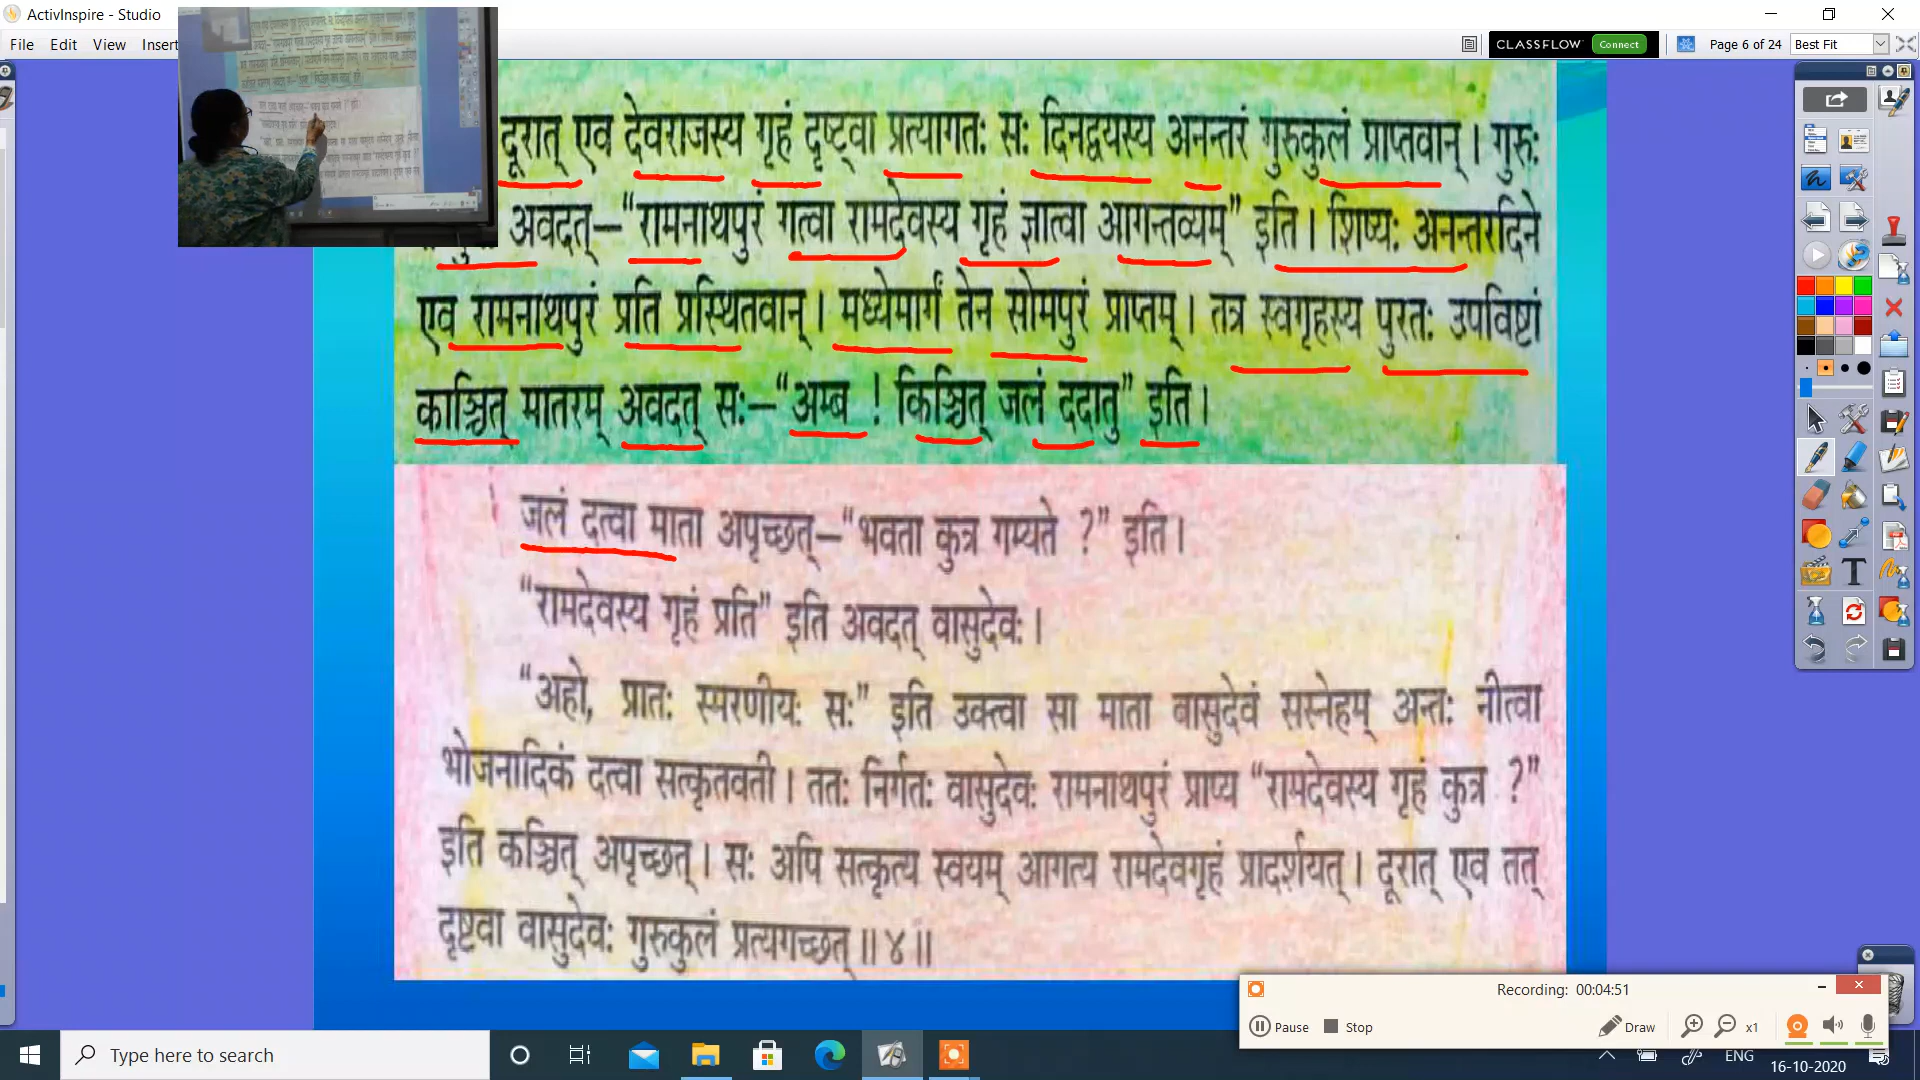 ActivInspire - Studio
File Edit View Insert
CLASSFLOW Connect Page 6 of 24 Best Fit
दूरात् एव देवराजस्य गृहं दृष्ट्वा प्रत्यागतः सः दिनद्वयस्य अनन्तरं गुरुकुलं प्राप्तवान्। गुरुः
अवदत्–“रामनाथपुरं गत्वा रामदेवस्य गृहं ज्ञात्वा आगन्तव्यम्” इति। शिष्यः अनन्तरादिने
एव रामनाथपुरं प्रति प्रस्थितवान्। मध्येमार्गं तेन सोमपुरं प्राप्तम्। तत्र स्वगृहस्य पुरतः उपविष्टां
काञ्चित् मातरम् अवदत् सः–“अम्ब ! किञ्चित् जलं ददातु” इति।
जलं दत्वा माता अपृच्छत्–“भवता कुत्र गम्यते ?” इति।
“रामदेवस्य गृहं प्रति” इति अवदत् वासुदेवः।
“अहो, प्रातः स्मरणीयः सः” इति उक्त्वा सा माता वासुदेवं सस्नेहम् अन्तः नीत्वा
भोजनादिकं दत्वा सत्कृतवती। ततः निर्गतः वासुदेवः रामनाथपुरं प्राप्य “रामदेवस्य गृहं कुत्र ?”
इति कञ्चित् अपृच्छत्। सः अपि सत्कृत्य स्वयम् आगत्य रामदेवगृहं प्रादर्शयत्। दूरात् एव तत्
दृष्टवा वासुदेवः गुरुकुलं प्रत्यगच्छत्॥४॥
Recording: 00:04:51
Pause Stop Draw x1
Type here to search
ENG
16-10-2020